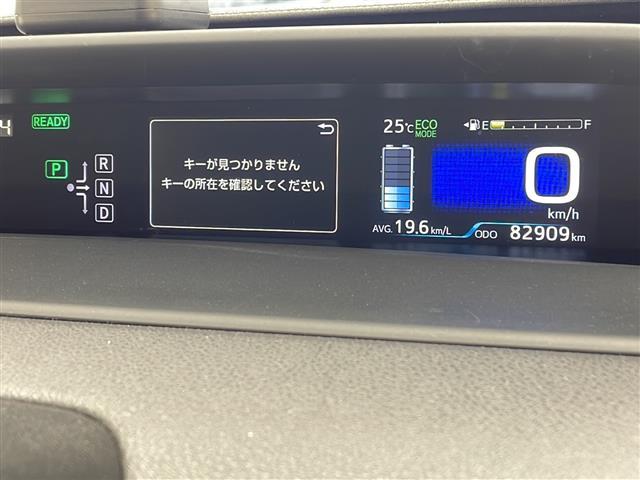 4
READY
P
R
N
D
キーが見つかりません
キーの所在を確認してください
25℃
ECO
MODE
E
F
0
km/h
AVG. 19.6 km/L
ODO 82909 km